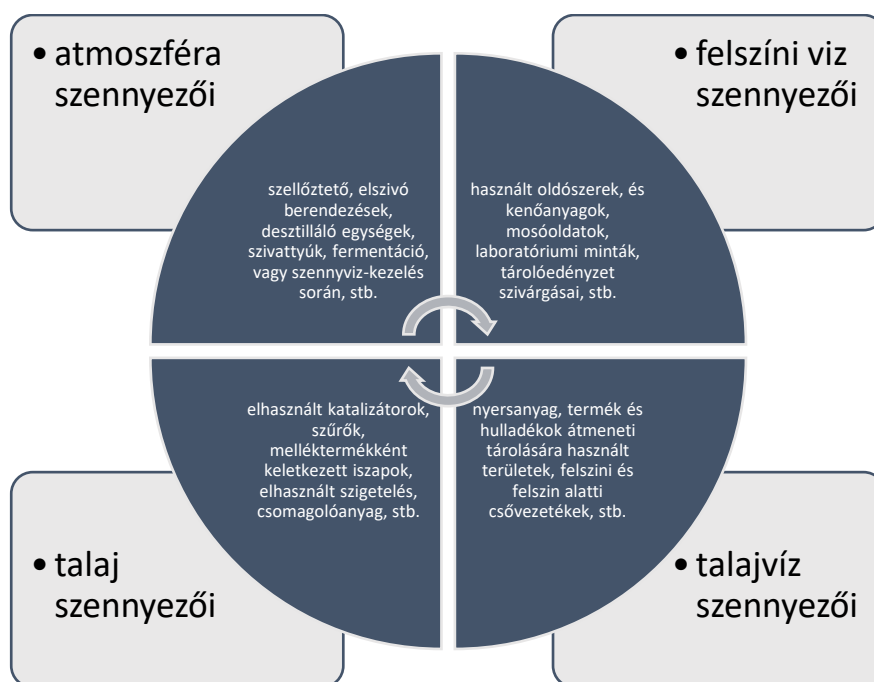 • atmoszféra
szennyezői
• felszíni viz
szennyezői
szellőztető, elszivó
berendezések,
desztilláló egységek,
szivattyúk, fermentáció,
vagy szennyviz-kezelés
során, stb.
használt oldószerek, és
kenőanyagok,
mosóoldatok,
laboratóriumi minták,
tárolóedényzet
szivárgásai, stb.
elhasznált katalizátorok,
szűrők,
melléktermékként
keletkezett iszapok,
elhasznált szigetelés,
csomagolóanyag, stb.
nyersanyag, termék és
hulladékok átmeneti
tárolására használt
területek, felszini és
felszin alatti
csővezetékek, stb.
• talaj
szennyezői
• talajvíz
szennyezői